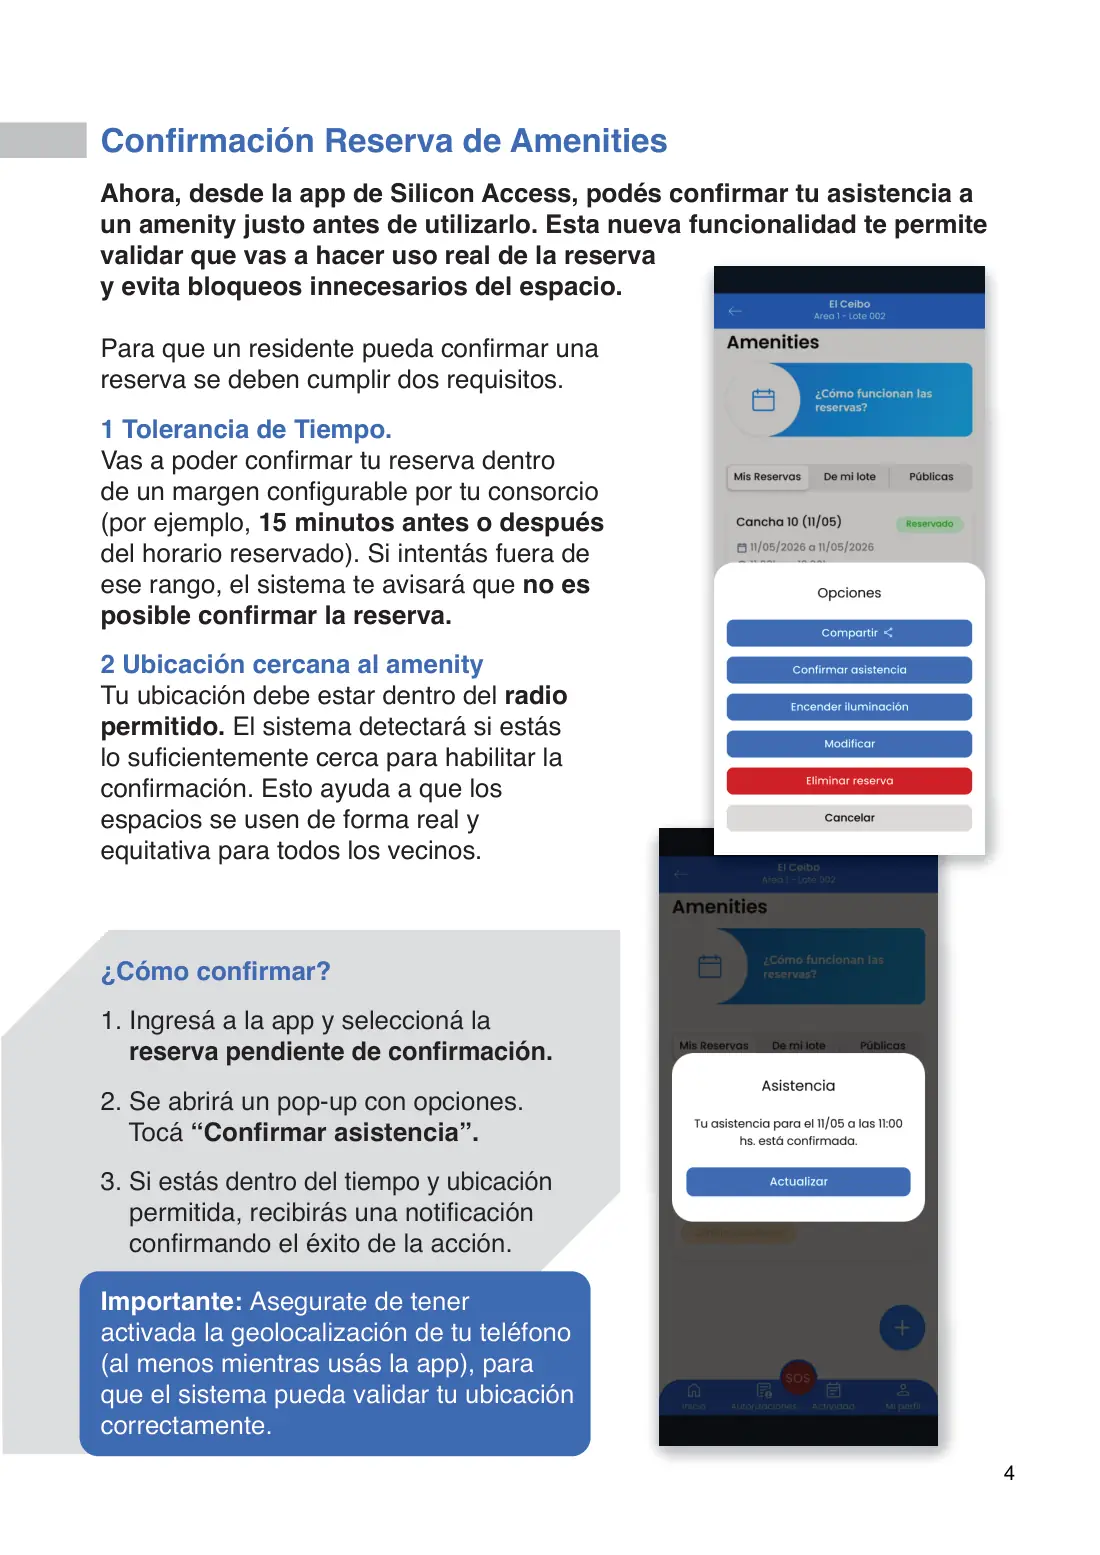 Confirmación Reserva de Amenities
Ahora, desde la app de Silicon Access, podés confirmar tu asistencia a
un amenity justo antes de utilizarlo. Esta nueva funcionalidad te permite
validar que vas a hacer uso real de la reserva
y evita bloqueos innecesarios del espacio.
Para que un residente pueda confirmar una
reserva se deben cumplir dos requisitos.
1 Tolerancia de Tiempo.
Vas a poder confirmar tu reserva dentro
de un margen configurable por tu consorcio
(por ejemplo, 15 minutos antes o después
del horario reservado). Si intentás fuera de
ese rango, el sistema te avisará que no es
posible confirmar la reserva.
2 Ubicación cercana al amenity
Tu ubicación debe estar dentro del radio
permitido. El sistema detectará si estás
lo suficientemente cerca para habilitar la
confirmación. Esto ayuda a que los
espacios se usen de forma real y
equitativa para todos los vecinos.
¿Cómo confirmar?
1. Ingresá a la app y seleccioná la
reserva pendiente de confirmación.
2. Se abrirá un pop-up con opciones.
Tocá “Confirmar asistencia”.
3. Si estás dentro del tiempo y ubicación
permitida, recibirás una notificación
confirmando el éxito de la acción.
Importante: Asegurate de tener
activada la geolocalización de tu teléfono
(al menos mientras usás la app), para
que el sistema pueda validar tu ubicación
correctamente.
El Ceibo
Area 1 - Lote 002
Amenities
¿Cómo funcionan las
reservas?
Mis Reservas De mi lote Públicas
Cancha 10 (11/05) Reservado
11/05/2026 a 11/05/2026
Opciones
Compartir
Confirmar asistencia
Encender iluminación
Modificar
Eliminar reserva
Cancelar
El Ceibo
Area 1 - Lote 002
Amenities
¿Cómo funcionan las
reservas?
Mis Reservas De mi lote Públicas
Asistencia
Tu asistencia para el 11/05 a las 11:00
hs. está confirmada.
Actualizar
+
SOS
Inicio Autorizaciones Actividad Mi perfil
4